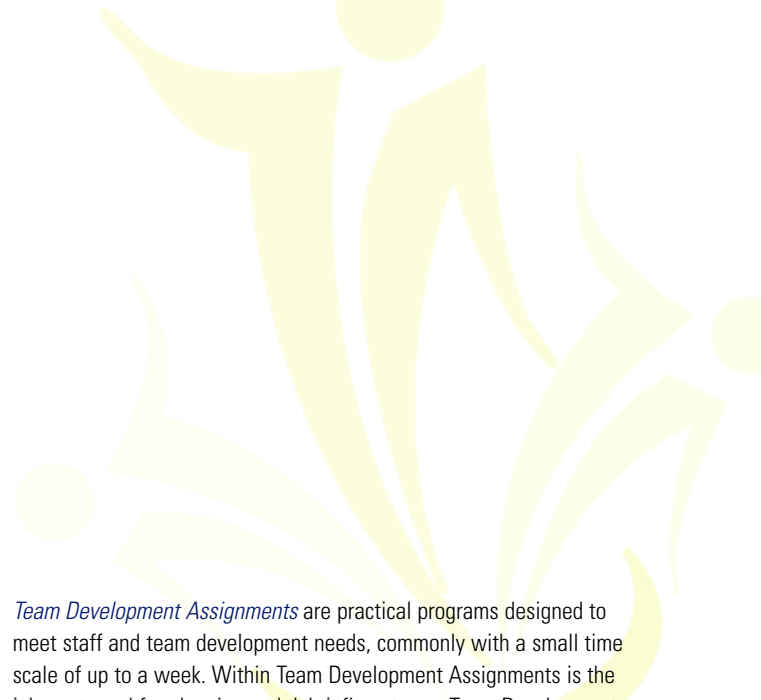 Team Development Assignments are practical programs designed to
meet staff and team development needs, commonly with a small time
scale of up to a week. Within Team Development Assignments is the